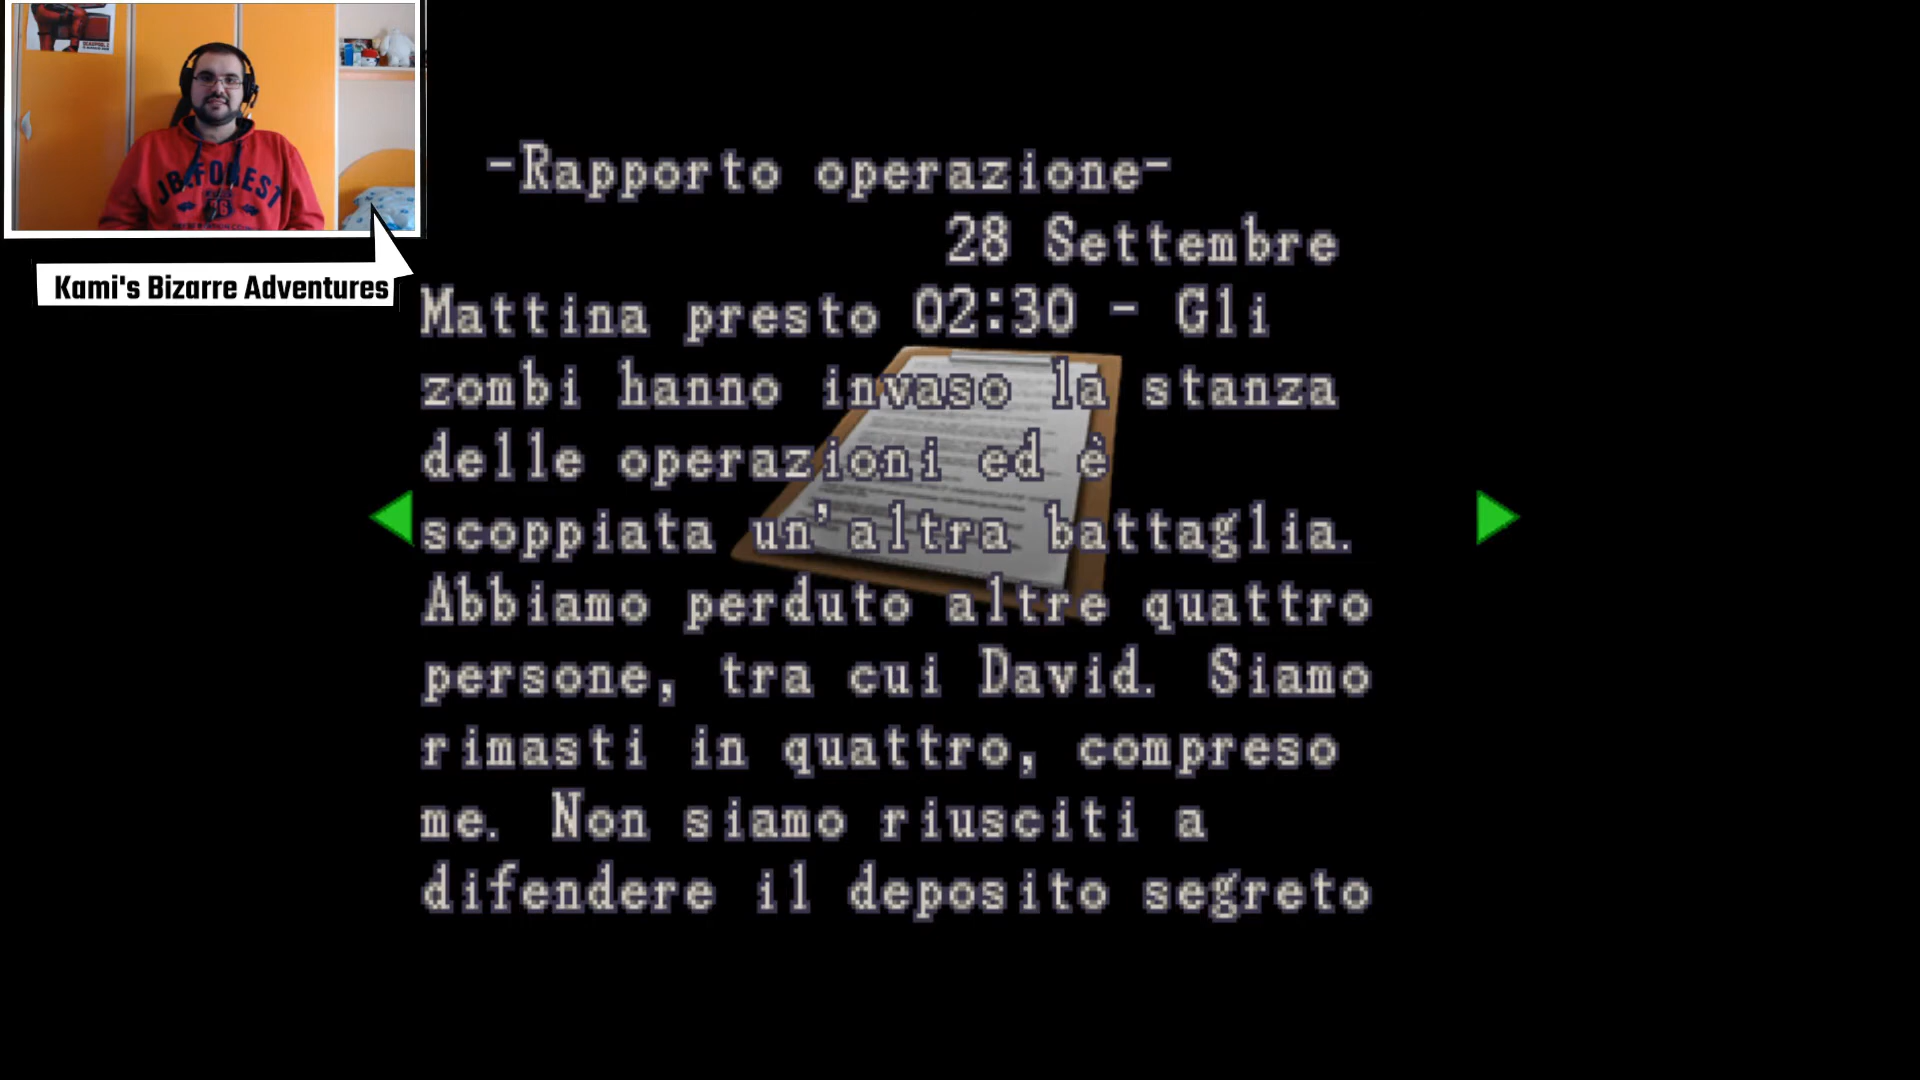 Kami's Bizarre Adventures
JB.FOREST
-Rapporto operazione-
28 Settembre
Mattina presto 02:30 - Gli
zombi hanno invaso la stanza
delle operazioni ed è
scoppiata un'altra battaglia.
Abbiamo perduto altre quattro
persone, tra cui David. Siamo
rimasti in quattro, compreso
me. Non siamo riusciti a
difendere il deposito segreto